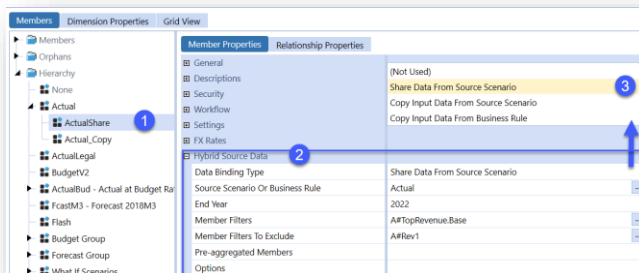 Members Dimension Properties Grid View
Members
Orphans
Hierarchy
None
Actual
ActualShare 1
Actual_Copy
ActualLegal
BudgetV2
ActualBud - Actual at Budget Ra
FcastM3 - Forecast 2018M3
Flash
Budget Group
Forecast Group
What If Scenarios
Member Properties Relationship Properties
General
Descriptions
Security
Workflow
Settings
FX Rates
(Not Used)
Share Data From Source Scenario 3
Copy Input Data From Source Scenario
Copy Input Data From Business Rule
Hybrid Source Data 2
Data Binding Type Share Data From Source Scenario
Source Scenario Or Business Rule Actual
End Year 2022
Member Filters A#TopRevenue.Base
Member Filters To Exclude A#Rev1
Pre-aggregated Members
Options